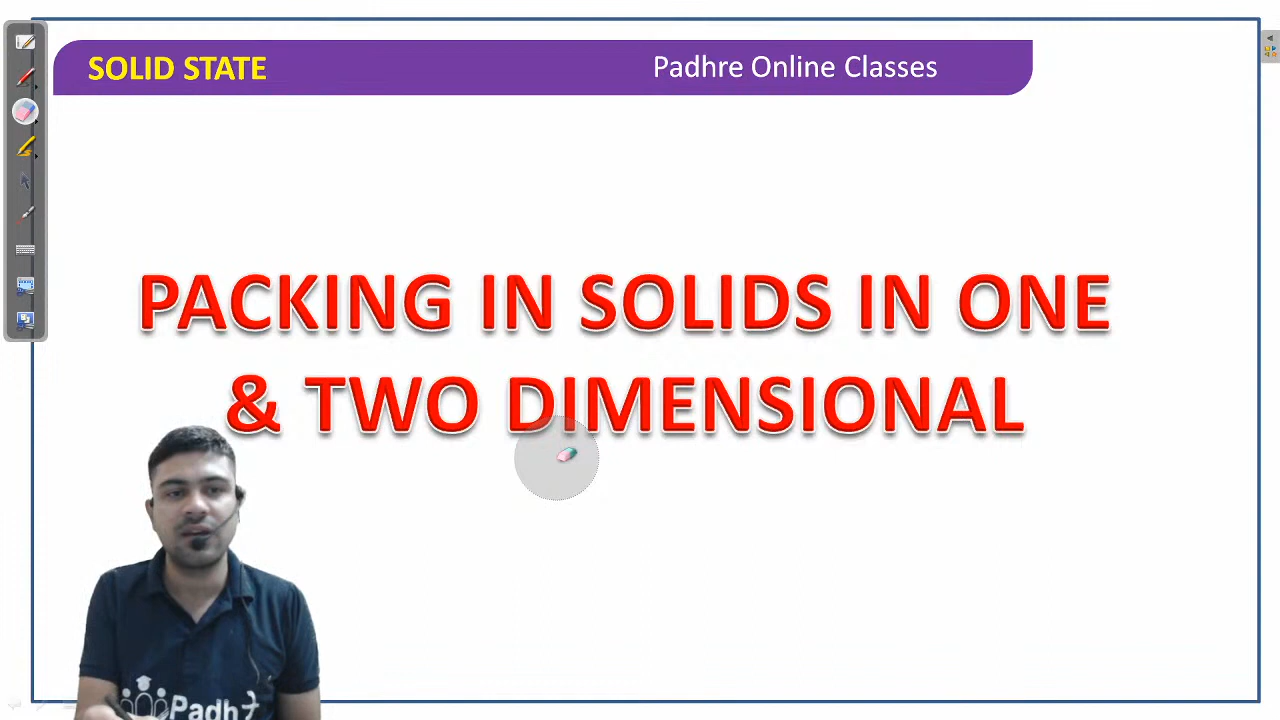 SOLID STATE
Padhre Online Classes
PACKING IN SOLIDS IN ONE
& TWO DIMENSIONAL